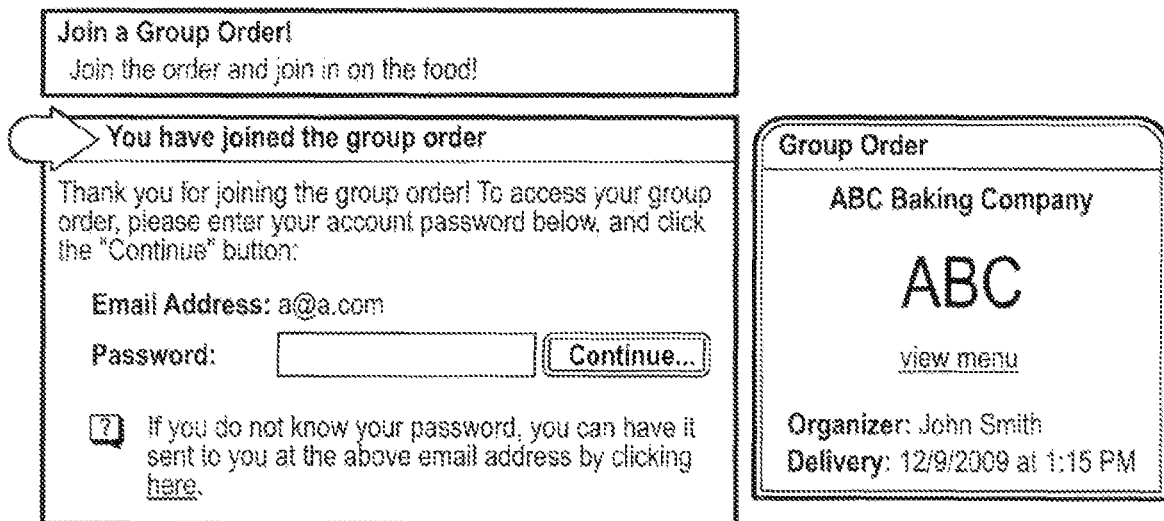 Join a Group Order!
Join the order and join in on the food!
You have joined the group order
Thank you for joining the group order! To access your group
order, please enter your account password below, and click
the "Continue" button:
Email Address: a@a.com
Password:
Continue...
? If you do not know your password, you can have it
sent to you at the above email address by clicking
here.
Group Order
ABC Baking Company
ABC
view menu
Organizer: John Smith
Delivery: 12/9/2009 at 1:15 PM